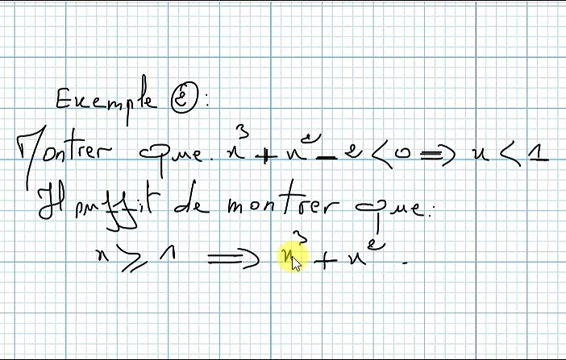 Exemple ②:
Montrer que. x³ + x² - 2 < 0 ⟹ x < 1
Il suffit de montrer que:
x ⩾ 1 ⟹ x³ + x² -